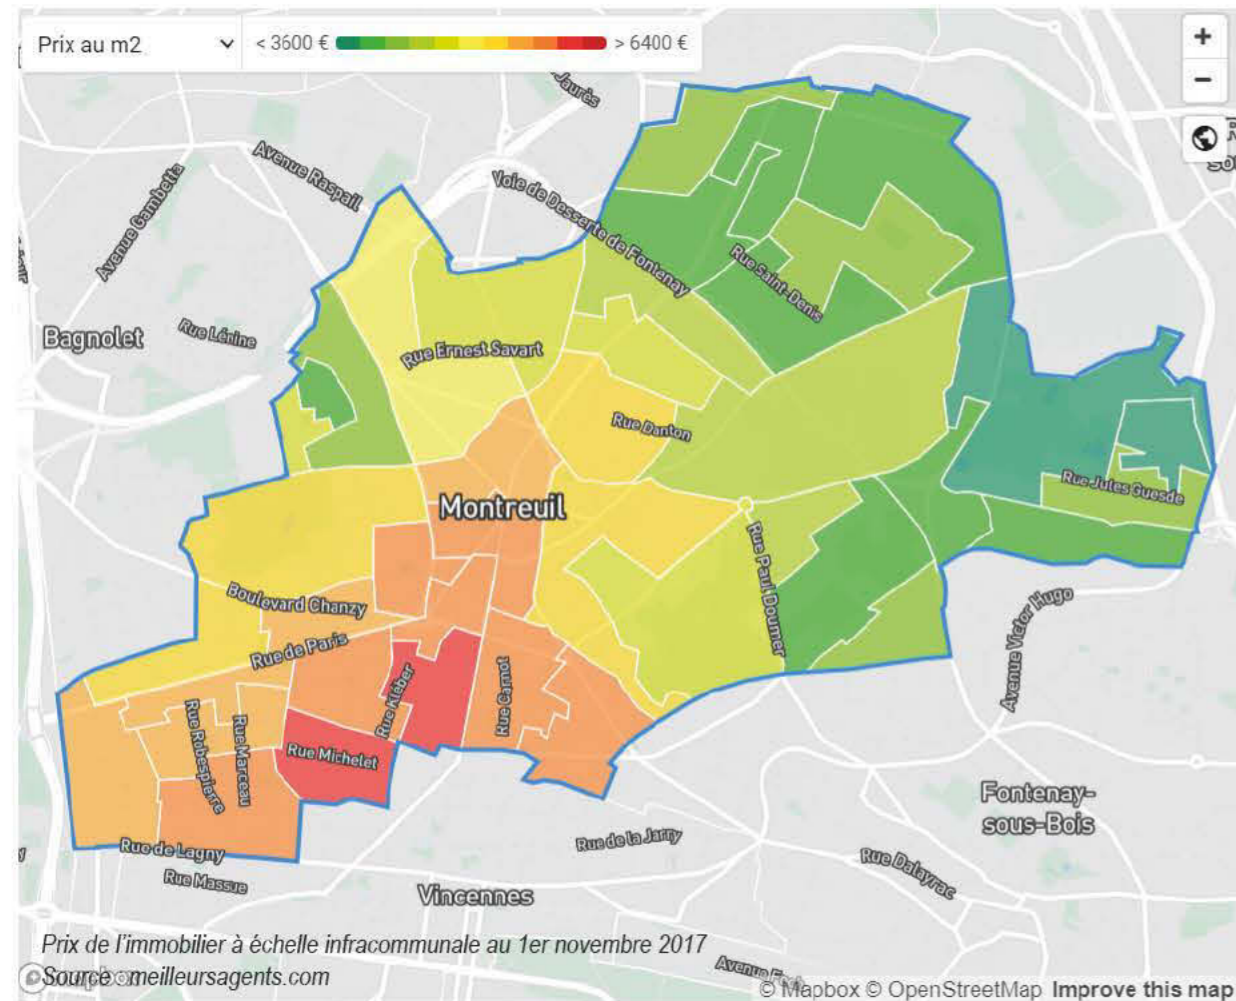 Prix au m2
< 3600 €
> 6400 €
+
−
Jaurès
Avenue Raspail
Avenue Gambetta
Voie de Desserte de Fontenay
Rue Saint-Denis
Bagnolet
Rue Lénine
Rue Ernest Savart
Rue Danton
Rue Jules Guesde
Montreuil
Rue Paul Doumer
Boulevard Chanzy
Avenue Victor Hugo
Rue de Paris
Rue Kléber
Rue Carnot
Rue Robespierre
Rue Marceau
Rue Michelet
Fontenay-
sous-Bois
Rue de la Jarry
Rue de Lagny
Rue Dalayrac
Rue Massue
Vincennes
Prix de l'immobilier à échelle infracommunale au 1er novembre 2017
Source : meilleursagents.com
© Mapbox © OpenStreetMap Improve this map